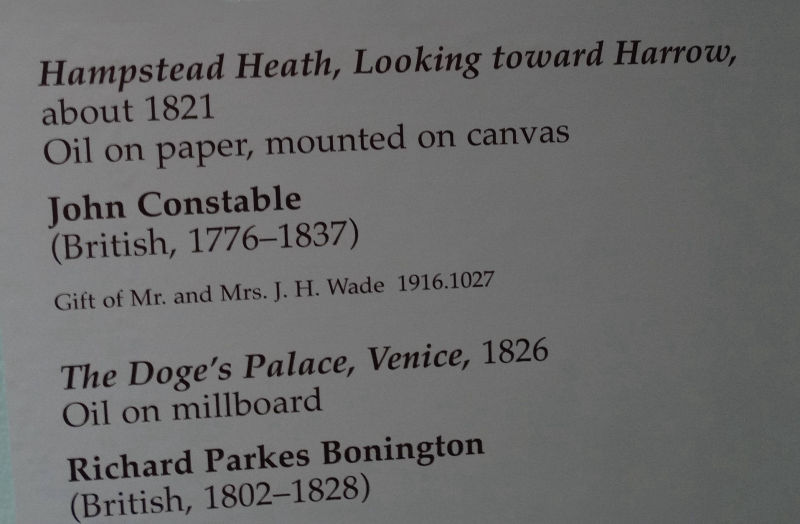 Hampstead Heath, Looking toward Harrow,
about 1821
Oil on paper, mounted on canvas
John Constable
(British, 1776–1837)
Gift of Mr. and Mrs. J. H. Wade 1916.1027
The Doge's Palace, Venice, 1826
Oil on millboard
Richard Parkes Bonington
(British, 1802–1828)